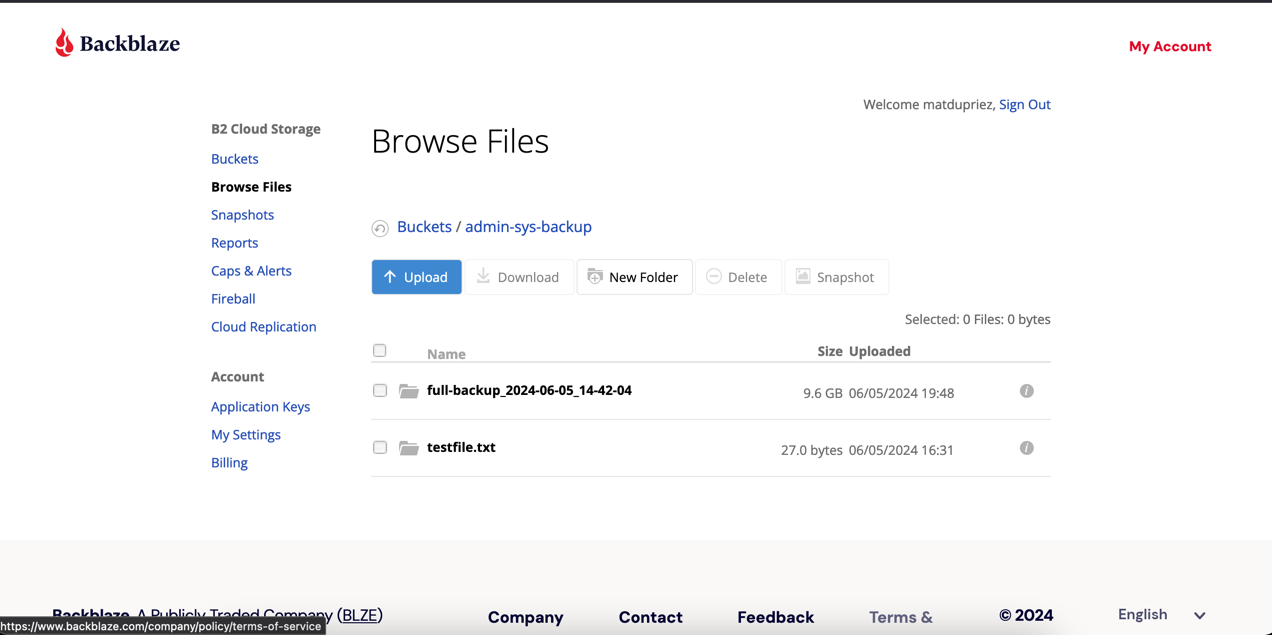 Backblaze
My Account
Welcome matdupriez, Sign Out
B2 Cloud Storage
Buckets
Browse Files
Snapshots
Reports
Caps & Alerts
Fireball
Cloud Replication
Account
Application Keys
My Settings
Billing
Browse Files
Buckets / admin-sys-backup
Upload Download New Folder Delete Snapshot
Selected: 0 Files: 0 bytes
Name Size Uploaded
full-backup_2024-06-05_14-42-04 9.6 GB 06/05/2024 19:48
testfile.txt 27.0 bytes 06/05/2024 16:31
Backblaze, A Publicly Traded Company (BLZE)
Company Contact Feedback Terms & © 2024 English
https://www.backblaze.com/company/policy/terms-of-service